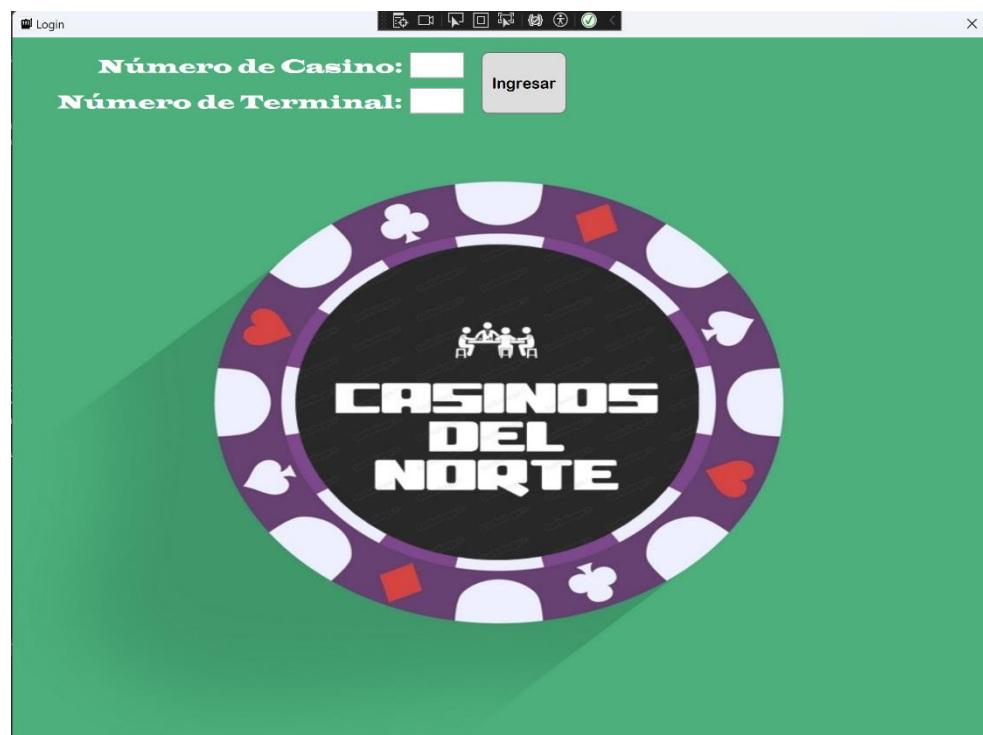 Login
Número de Casino:
Ingresar
Número de Terminal:
CASINOS
DEL
NORTE